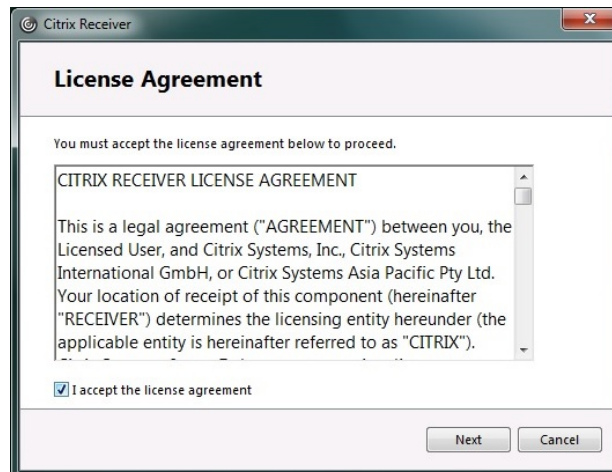 Citrix Receiver
License Agreement
You must accept the license agreement below to proceed.
CITRIX RECEIVER LICENSE AGREEMENT
This is a legal agreement ("AGREEMENT") between you, the
Licensed User, and Citrix Systems, Inc., Citrix Systems
International GmbH, or Citrix Systems Asia Pacific Pty Ltd.
Your location of receipt of this component (hereinafter
"RECEIVER") determines the licensing entity hereunder (the
applicable entity is hereinafter referred to as "CITRIX").
I accept the license agreement
Next
Cancel